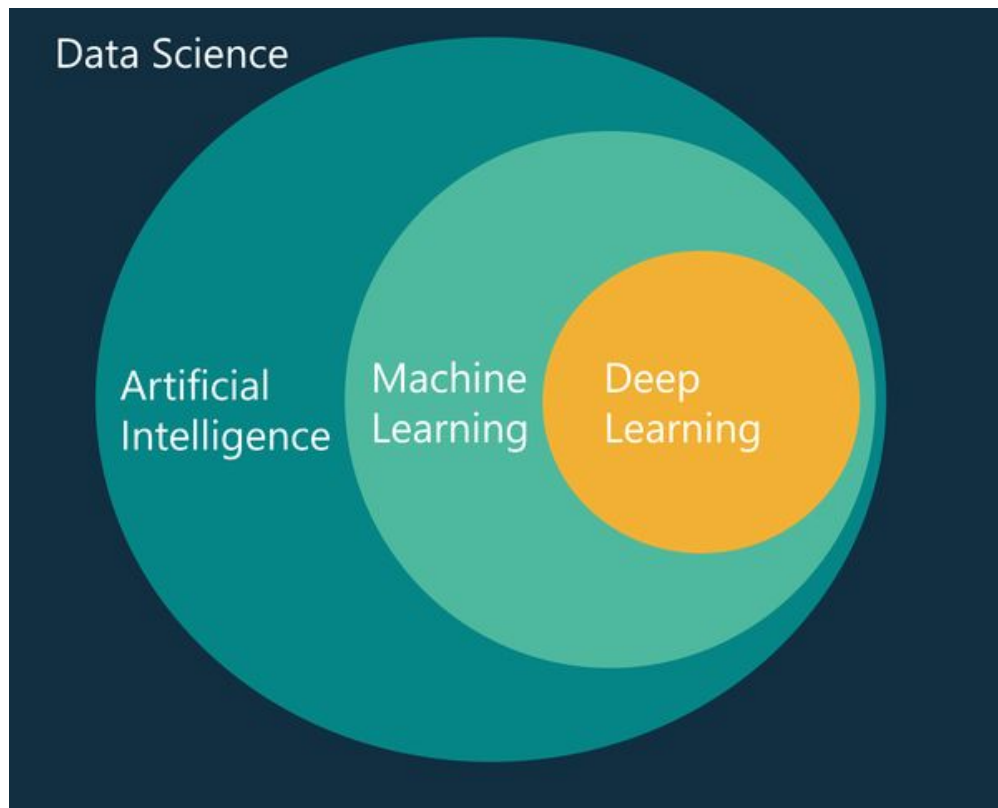 Data Science
Artificial
Intelligence
Machine
Learning
Deep
Learning